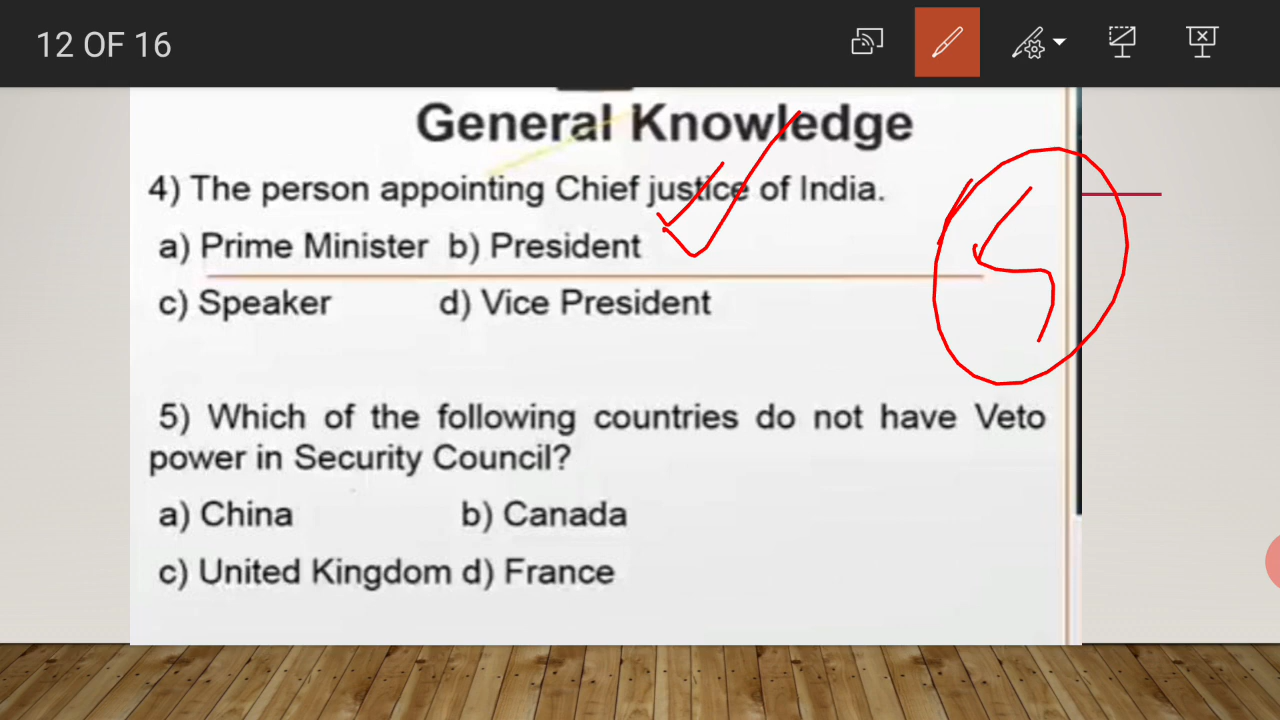 12 OF 16
General Knowledge
4) The person appointing Chief justice of India.
a) Prime Minister b) President
c) Speaker d) Vice President
5) Which of the following countries do not have Veto
power in Security Council?
a) China b) Canada
c) United Kingdom d) France